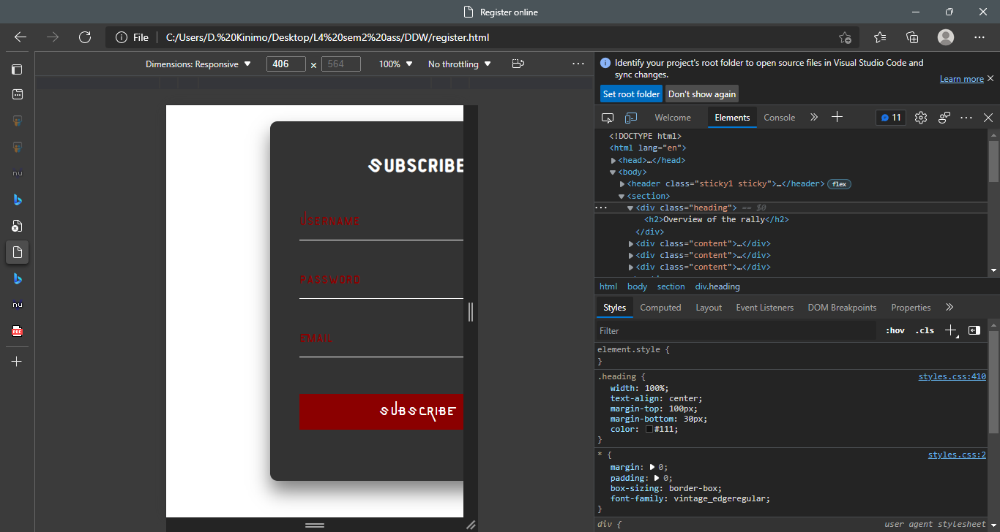 Register online
File
C:/Users/D.%20Kinimo/Desktop/L4%20sem2%20ass/DDW/register.html
Dimensions: Responsive
406 × 564
100%
No throttling
Identify your project's root folder to open source files in Visual Studio Code and
sync changes.
Learn more
Set root folder
Don't show again
Welcome
Elements
Console
11
<!DOCTYPE html>
<html lang="en">
<head>…</head>
<body>
<header class="sticky1 sticky">…</header> flex
<section>
<div class="heading> == $0
<h2>Overview of the rally</h2>
</div>
<div class="content">…</div>
<div class="content">…</div>
<div class="content">…</div>
html body section div.heading
Styles
Computed
Layout
Event Listeners
DOM Breakpoints
Properties
Filter
:hov .cls
element.style {
}
.heading { styles.css:410
width: 100%;
text-align: center;
margin-top: 100px;
margin-bottom: 30px;
color: #111;
}
* { styles.css:2
margin: 0;
padding: 0;
box-sizing: border-box;
font-family: vintage_edgeregular;
}
div { user agent stylesheet
SUBSCRIBE
USERNAME
PASSWORD
EMAIL
SUBSCRIBE
nu
nu
PDF